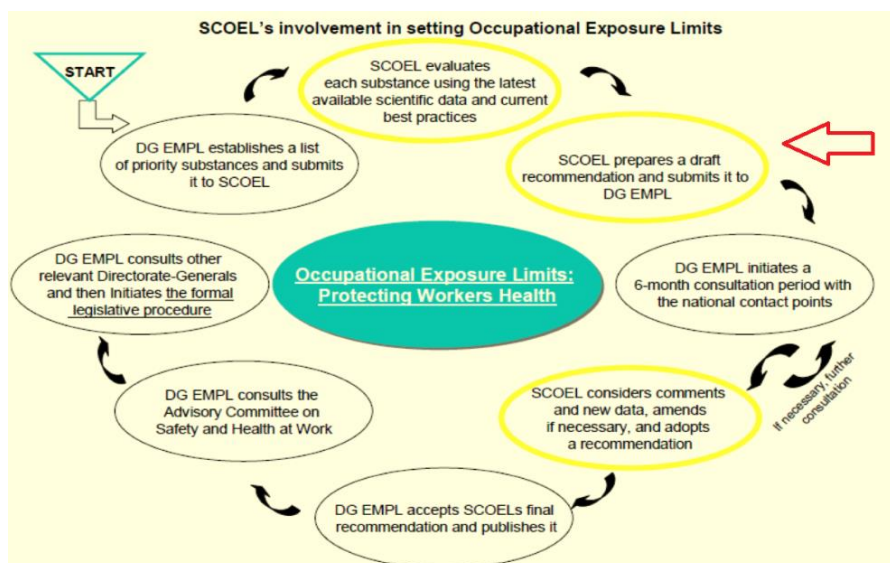 SCOEL's involvement in setting Occupational Exposure Limits
START
SCOEL evaluates
each substance using the latest
available scientific data and current
best practices
DG EMPL establishes a list
of priority substances and submits
it to SCOEL
SCOEL prepares a draft
recommendation and submits it to
DG EMPL
DG EMPL consults other
relevant Directorate-Generals
and then Initiates the formal
legislative procedure
Occupational Exposure Limits:
Protecting Workers Health
DG EMPL initiates a
6-month consultation period with
the national contact points
If necessary, further
consultation
DG EMPL consults the
Advisory Committee on
Safety and Health at Work
SCOEL considers comments
and new data, amends
if necessary, and adopts
a recommendation
DG EMPL accepts SCOELs final
recommendation and publishes it